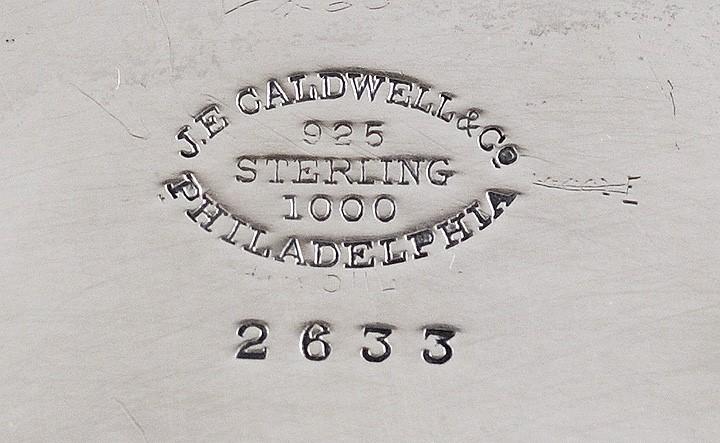 J.E CALDWELL & CO
925
STERLING
1000
PHILADELPHIA
2633